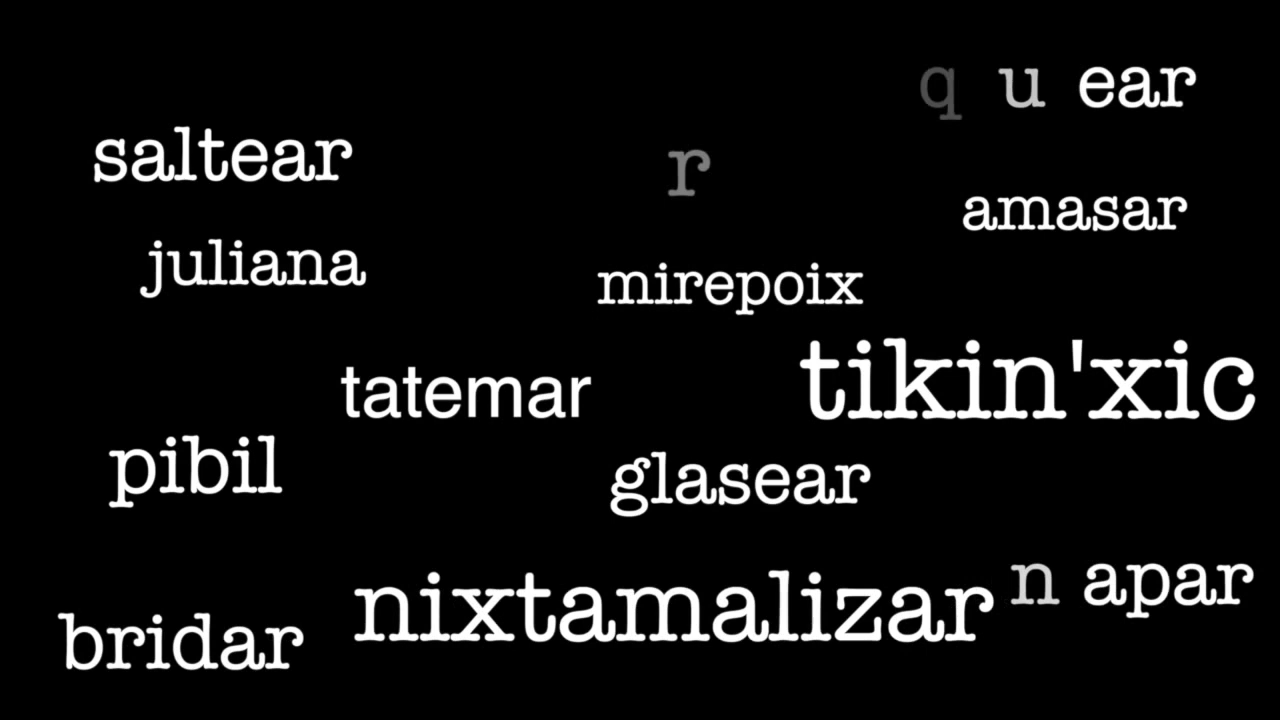 q u ear
saltear
r
amasar
juliana
mirepoix
tikin'xic
tatemar
pibil
glasear
n apar
nixtamalizar
bridar